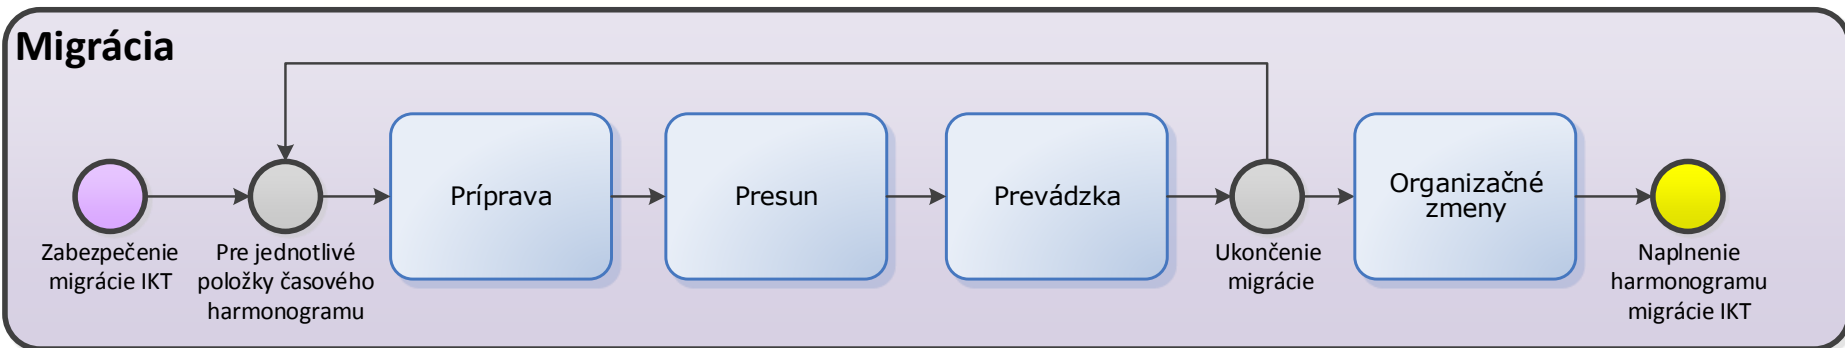 Migrácia
Príprava
Presun
Prevádzka
Organizačné
zmeny
Zabezpečenie
migrácie IKT
Pre jednotlivé
položky časového
harmonogramu
Ukončenie
migrácie
Naplnenie
harmonogramu
migrácie IKT